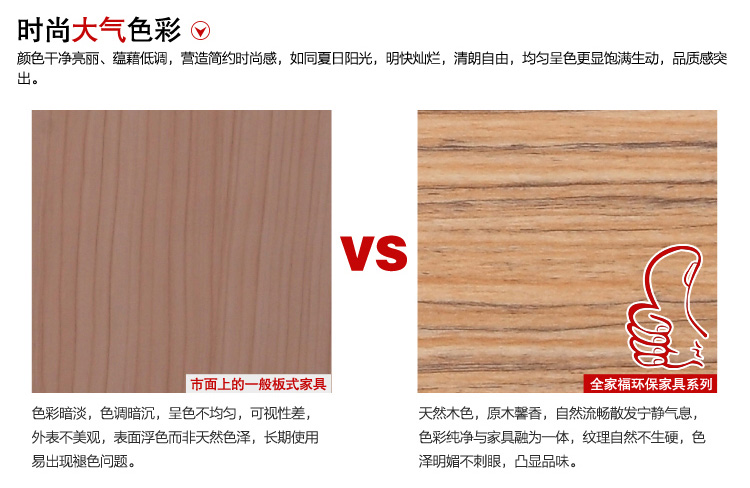 时尚大气色彩
颜色干净亮丽、蕴藉低调，营造简约时尚感，如同夏日阳光，明快灿烂，清朗自由，均匀呈色更显饱满生动，品质感突
出。
VS
市面上的一般板式家具
全家福环保家具系列
色彩暗淡，色调暗沉，呈色不均匀，可视性差，
外表不美观，表面浮色而非天然色泽，长期使用
易出现褪色问题。
天然木色，原木馨香，自然流畅散发宁静气息，
色彩纯净与家具融为一体，纹理自然不生硬，色
泽明媚不刺眼，凸显品味。